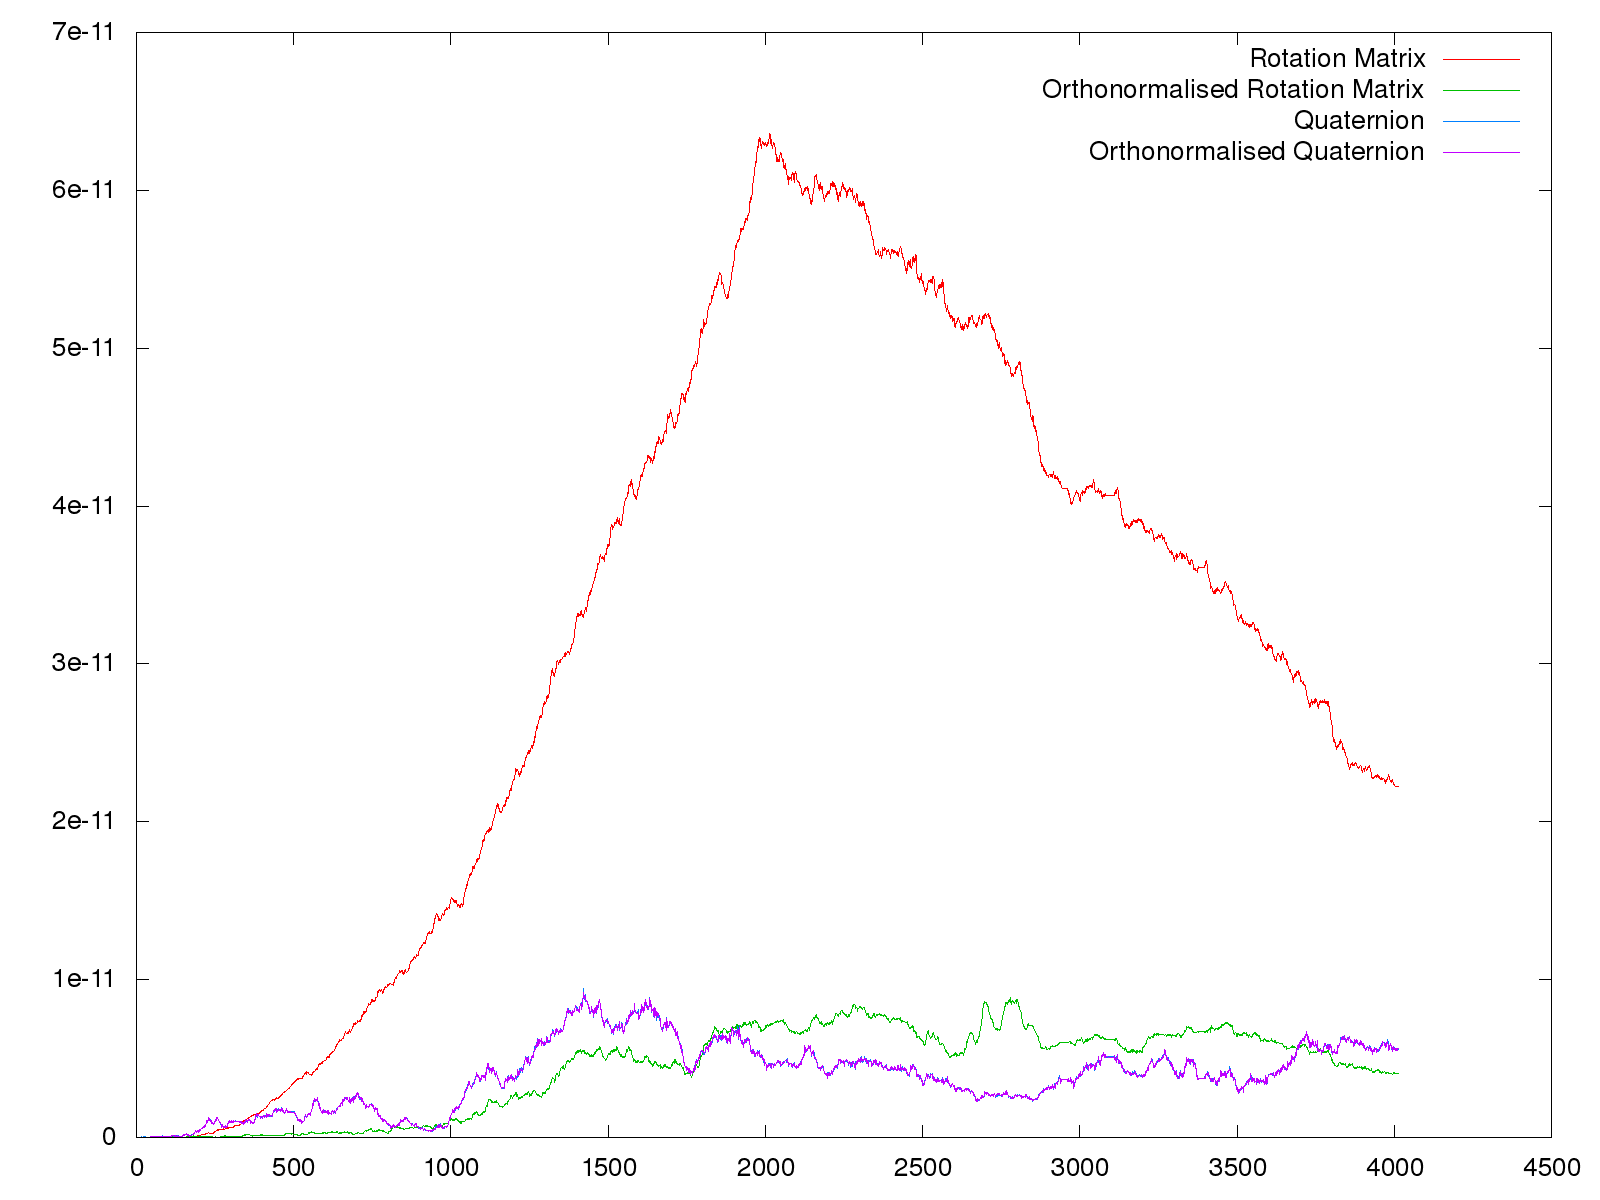 7e-11
6e-11
5e-11
4e-11
3e-11
2e-11
1e-11
0
0 500 1000 1500 2000 2500 3000 3500 4000 4500
Rotation Matrix
Orthonormalised Rotation Matrix
Quaternion
Orthonormalised Quaternion